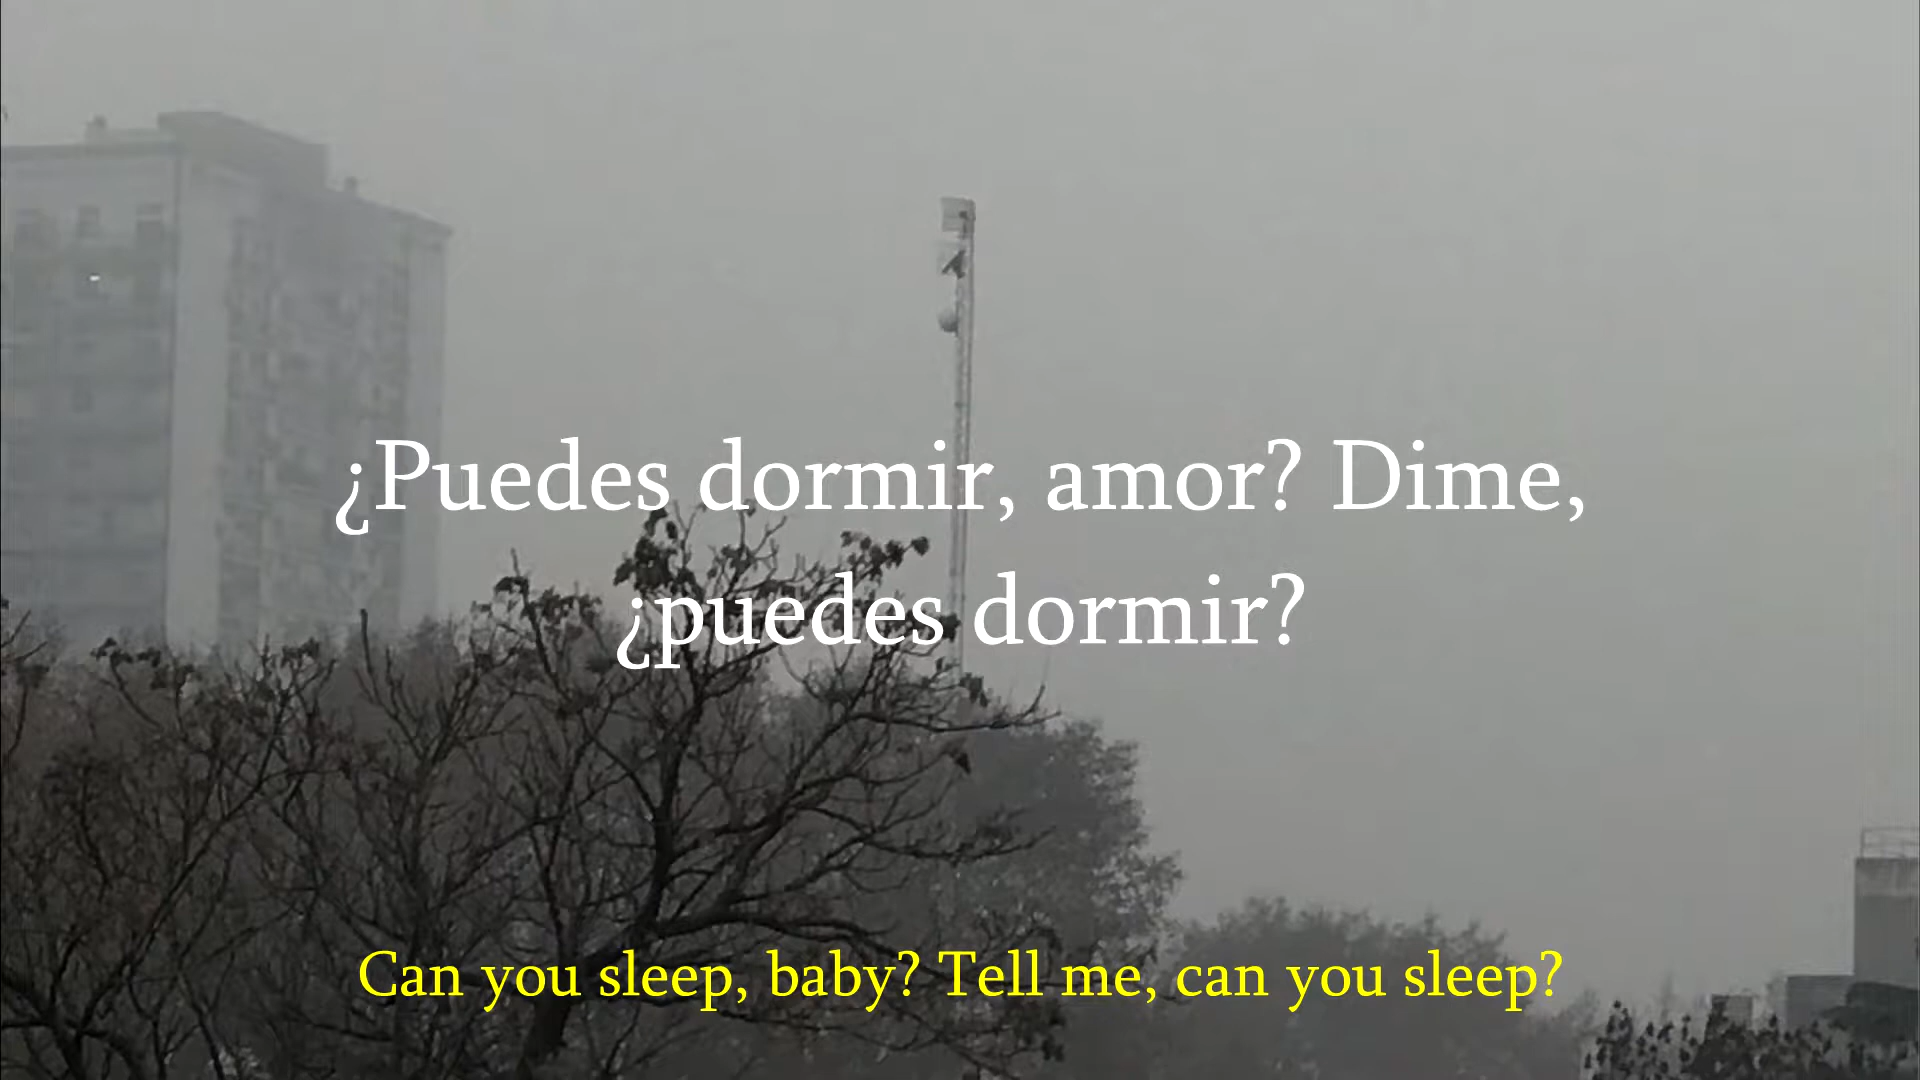 ¿Puedes dormir, amor? Dime,
¿puedes dormir?
Can you sleep, baby? Tell me, can you sleep?